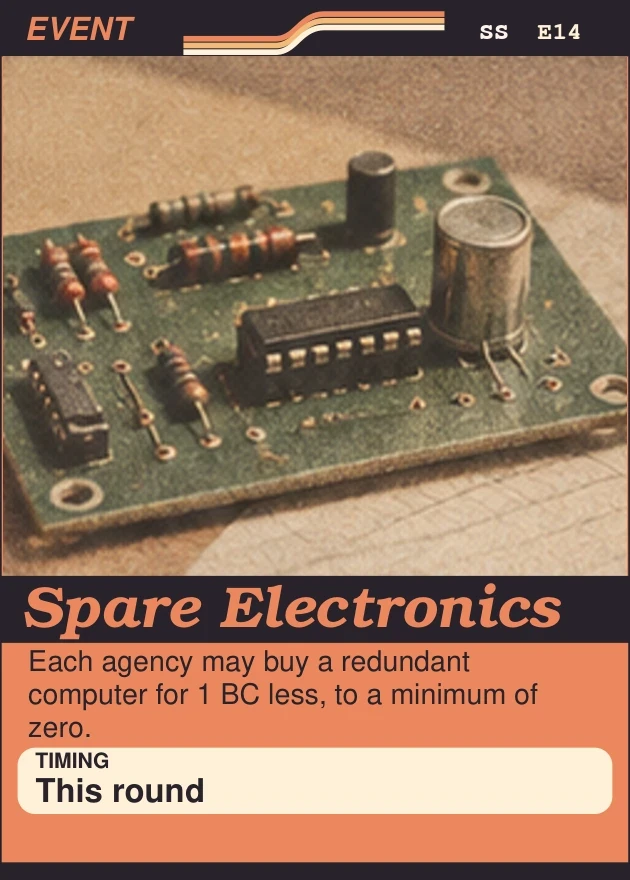 EVENT
SS E14
Spare Electronics
Each agency may buy a redundant
computer for 1 BC less, to a minimum of
zero.
TIMING
This round